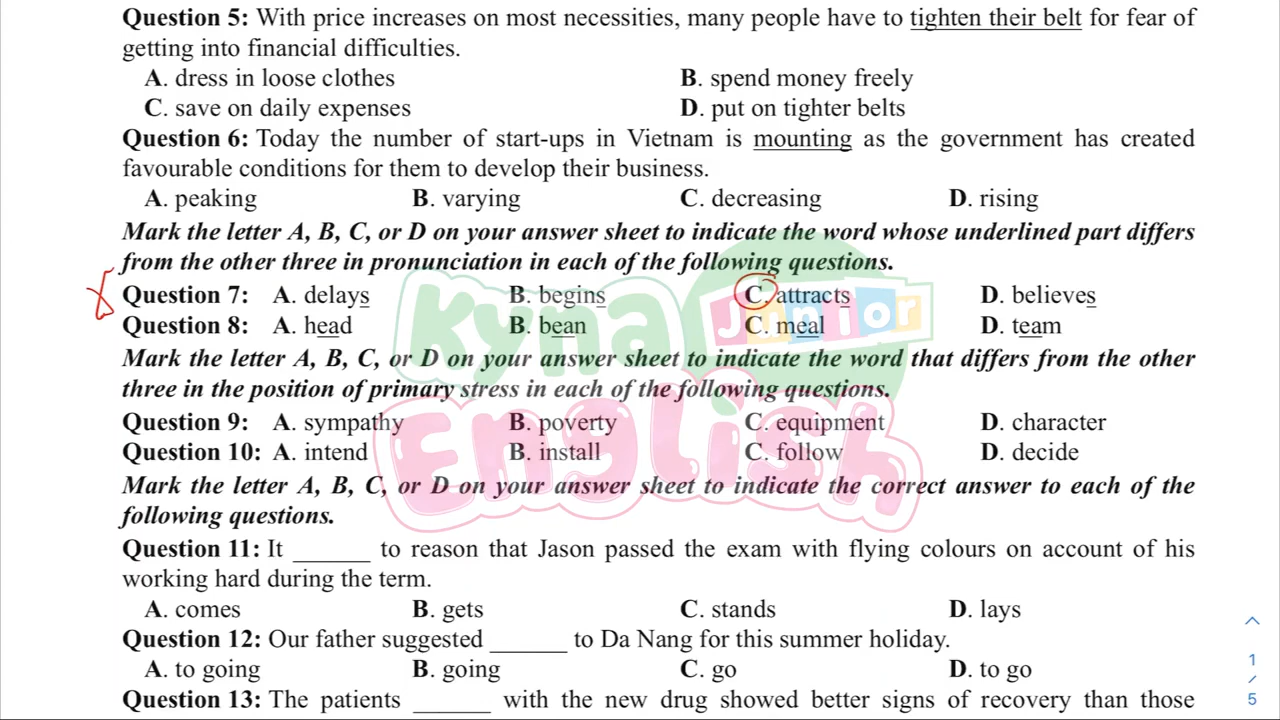 Question 5: With price increases on most necessities, many people have to tighten their belt for fear of
getting into financial difficulties.
A. dress in loose clothes B. spend money freely
C. save on daily expenses D. put on tighter belts
Question 6: Today the number of start-ups in Vietnam is mounting as the government has created
favourable conditions for them to develop their business.
A. peaking B. varying C. decreasing D. rising
Mark the letter A, B, C, or D on your answer sheet to indicate the word whose underlined part differs
from the other three in pronunciation in each of the following questions.
Question 7: A. delays B. begins C. attracts D. believes
Question 8: A. head B. bean C. meal D. team
Mark the letter A, B, C, or D on your answer sheet to indicate the word that differs from the other
three in the position of primary stress in each of the following questions.
Question 9: A. sympathy B. poverty C. equipment D. character
Question 10: A. intend B. install C. follow D. decide
Mark the letter A, B, C, or D on your answer sheet to indicate the correct answer to each of the
following questions.
Question 11: It _______ to reason that Jason passed the exam with flying colours on account of his
working hard during the term.
A. comes B. gets C. stands D. lays
Question 12: Our father suggested _______ to Da Nang for this summer holiday.
A. to going B. going C. go D. to go
Question 13: The patients _______ with the new drug showed better signs of recovery than those
Kyna Junior
English
1
/
5